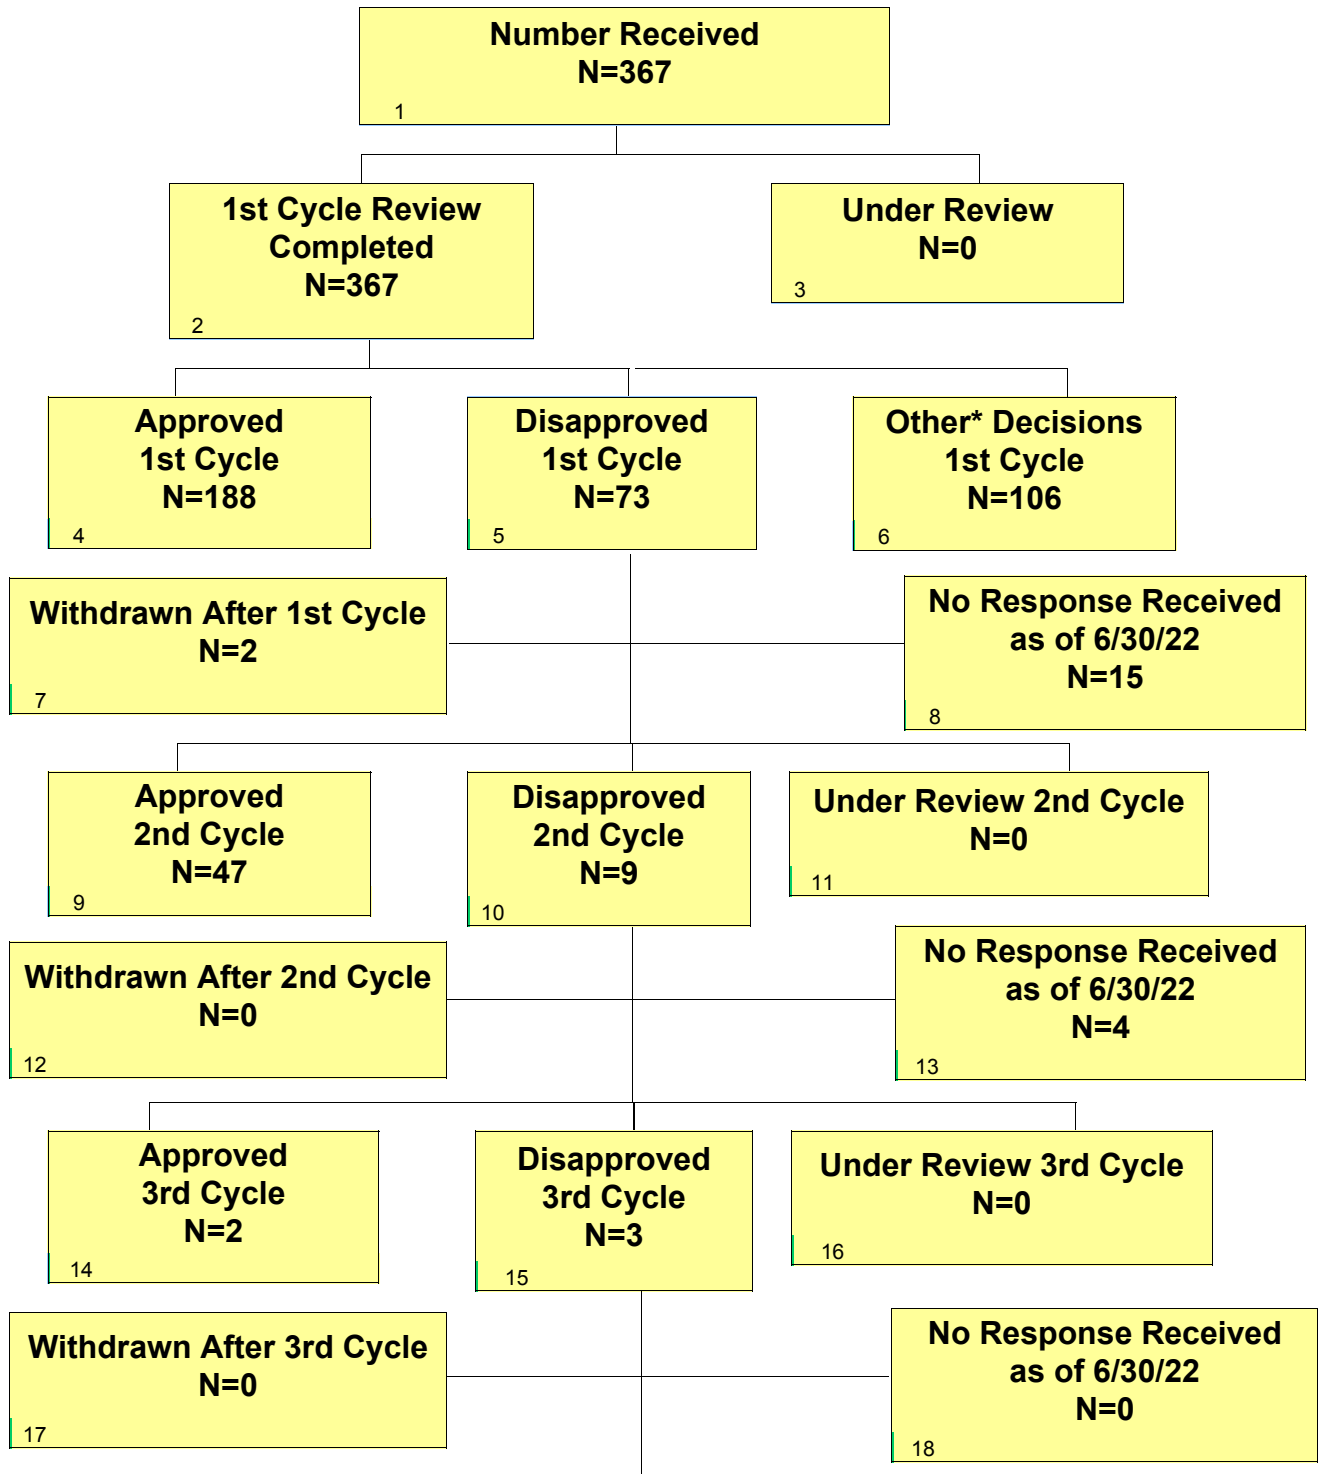 Number Received
N=367
1
1st Cycle Review
Completed
N=367
2
Under Review
N=0
3
Approved
1st Cycle
N=188
4
Disapproved
1st Cycle
N=73
5
Other* Decisions
1st Cycle
N=106
6
Withdrawn After 1st Cycle
N=2
7
No Response Received
as of 6/30/22
N=15
8
Approved
2nd Cycle
N=47
9
Disapproved
2nd Cycle
N=9
10
Under Review 2nd Cycle
N=0
11
Withdrawn After 2nd Cycle
N=0
12
No Response Received
as of 6/30/22
N=4
13
Approved
3rd Cycle
N=2
14
Disapproved
3rd Cycle
N=3
15
Under Review 3rd Cycle
N=0
16
Withdrawn After 3rd Cycle
N=0
17
No Response Received
as of 6/30/22
N=0
18